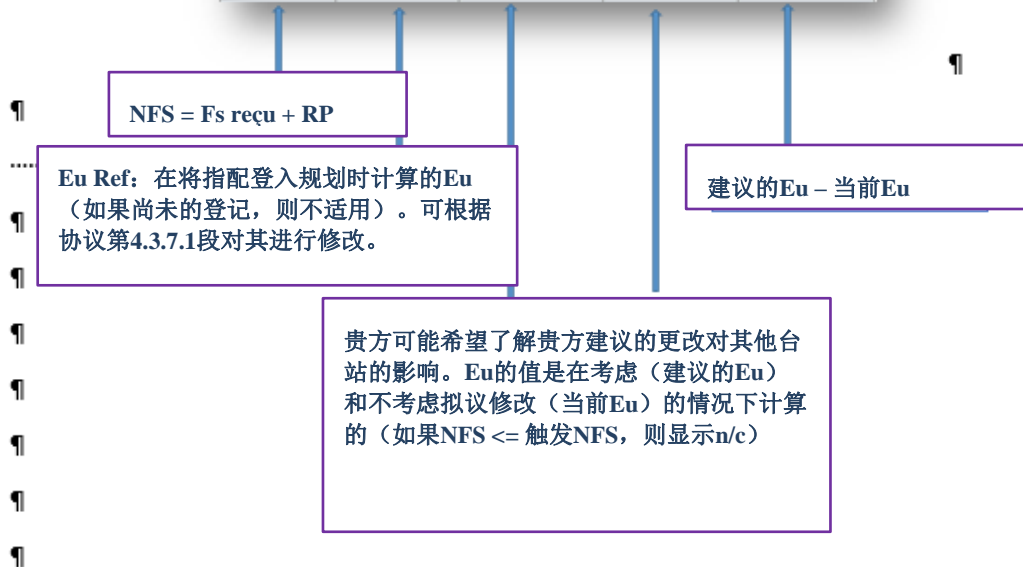 ¶
¶
NFS = Fs reçu + RP
Eu Ref：在将指配登入规划时计算的Eu
（如果尚未的登记，则不适用）。可根据
协议第4.3.7.1段对其进行修改。
建议的Eu – 当前Eu
¶
¶
¶
贵方可能希望了解贵方建议的更改对其他台
站的影响。Eu的值是在考虑（建议的Eu）
和不考虑拟议修改（当前Eu）的情况下计算
的（如果NFS <= 触发NFS，则显示n/c）
¶
¶
¶
¶